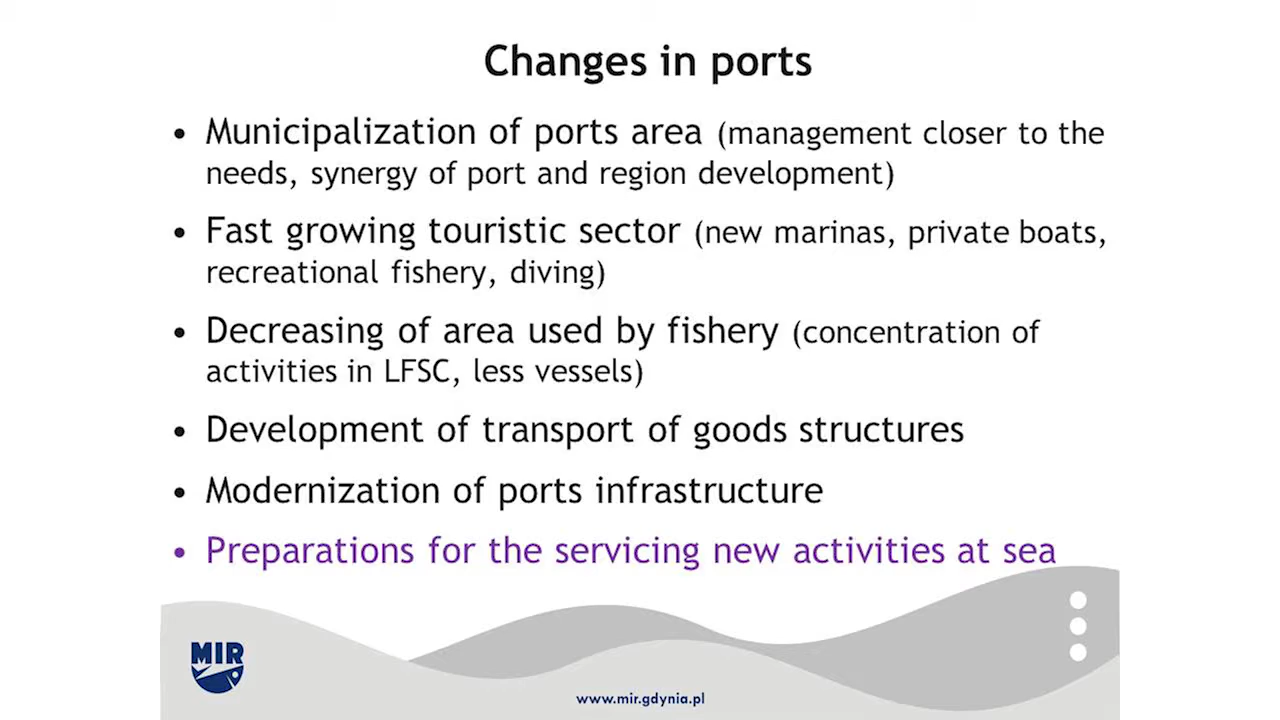 Changes in ports
• Municipalization of ports area (management closer to the
needs, synergy of port and region development)
• Fast growing touristic sector (new marinas, private boats,
recreational fishery, diving)
• Decreasing of area used by fishery (concentration of
activities in LFSC, less vessels)
• Development of transport of goods structures
• Modernization of ports infrastructure
• Preparations for the servicing new activities at sea
MIR
www.mir.gdynia.pl